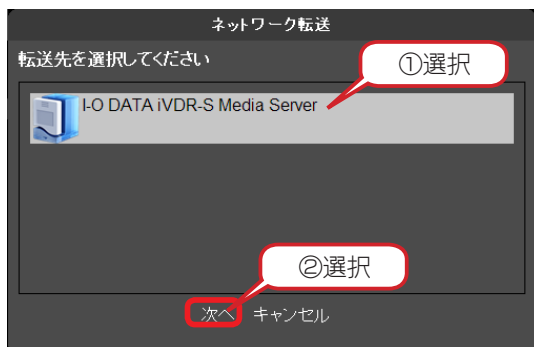 ネットワーク転送
転送先を選択してください
①選択
I-O DATA iVDR-S Media Server
②選択
次へ キャンセル